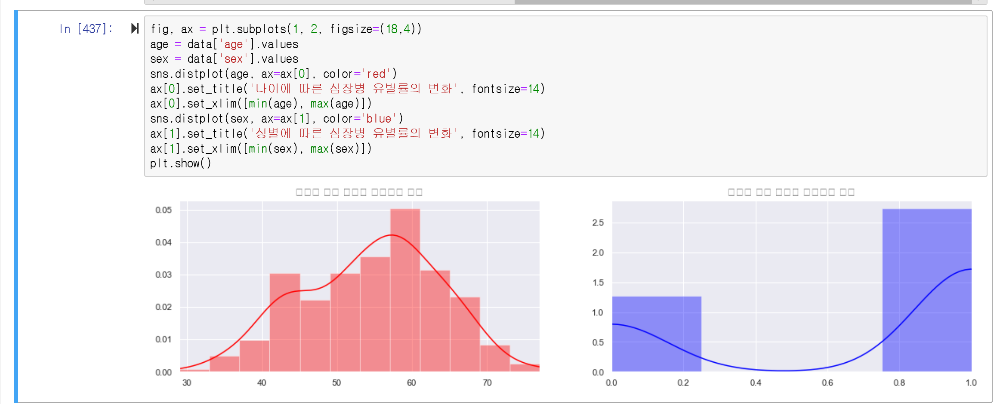 In [437]:
fig, ax = plt.subplots(1, 2, figsize=(18,4))
age = data['age'].values
sex = data['sex'].values
sns.distplot(age, ax=ax[0], color='red')
ax[0].set_title('나이에 따른 심장병 유별률의 변화', fontsize=14)
ax[0].set_xlim([min(age), max(age)])
sns.distplot(sex, ax=ax[1], color='blue')
ax[1].set_title('성별에 따른 심장병 유별률의 변화', fontsize=14)
ax[1].set_xlim([min(sex), max(sex)])
plt.show()
□□□ □□ □□□ □□□□ □□
0.05
0.04
0.03
0.02
0.01
0.00
30 40 50 60 70
□□□ □□ □□□ □□□□ □□
2.5
2.0
1.5
1.0
0.5
0.0
0.0 0.2 0.4 0.6 0.8 1.0